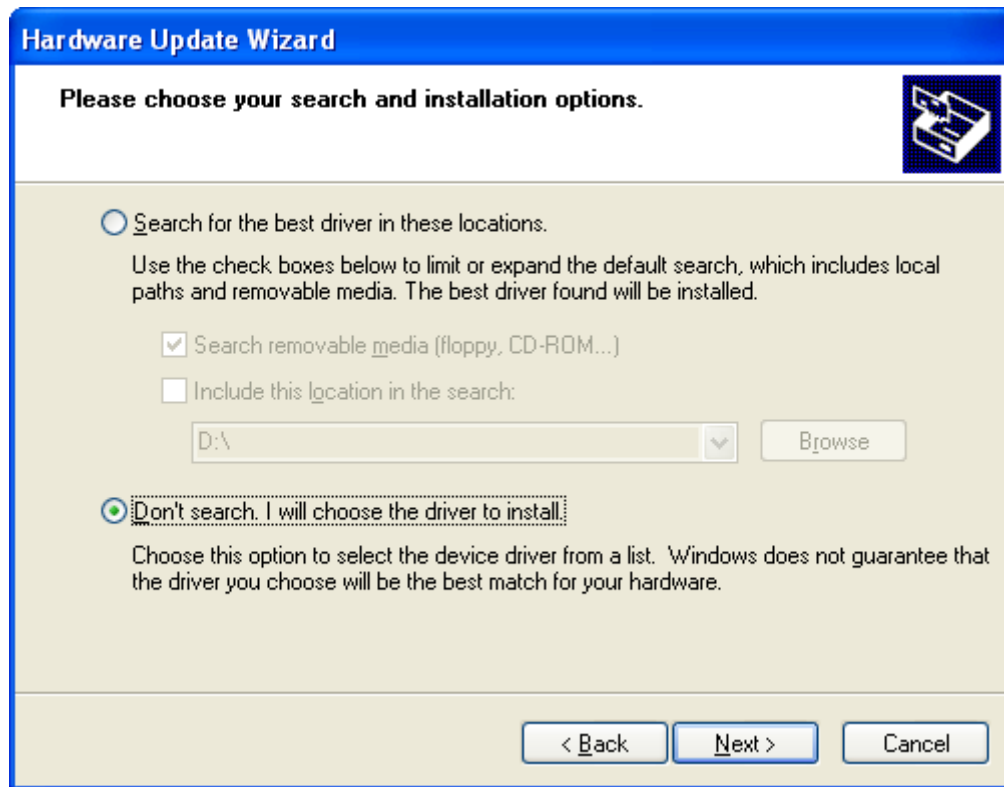 Hardware Update Wizard
Please choose your search and installation options.
Search for the best driver in these locations.
Use the check boxes below to limit or expand the default search, which includes local
paths and removable media. The best driver found will be installed.
Search removable media (floppy, CD-ROM...)
Include this location in the search:
D:\
Browse
Don't search. I will choose the driver to install.
Choose this option to select the device driver from a list. Windows does not guarantee that
the driver you choose will be the best match for your hardware.
< Back Next > Cancel